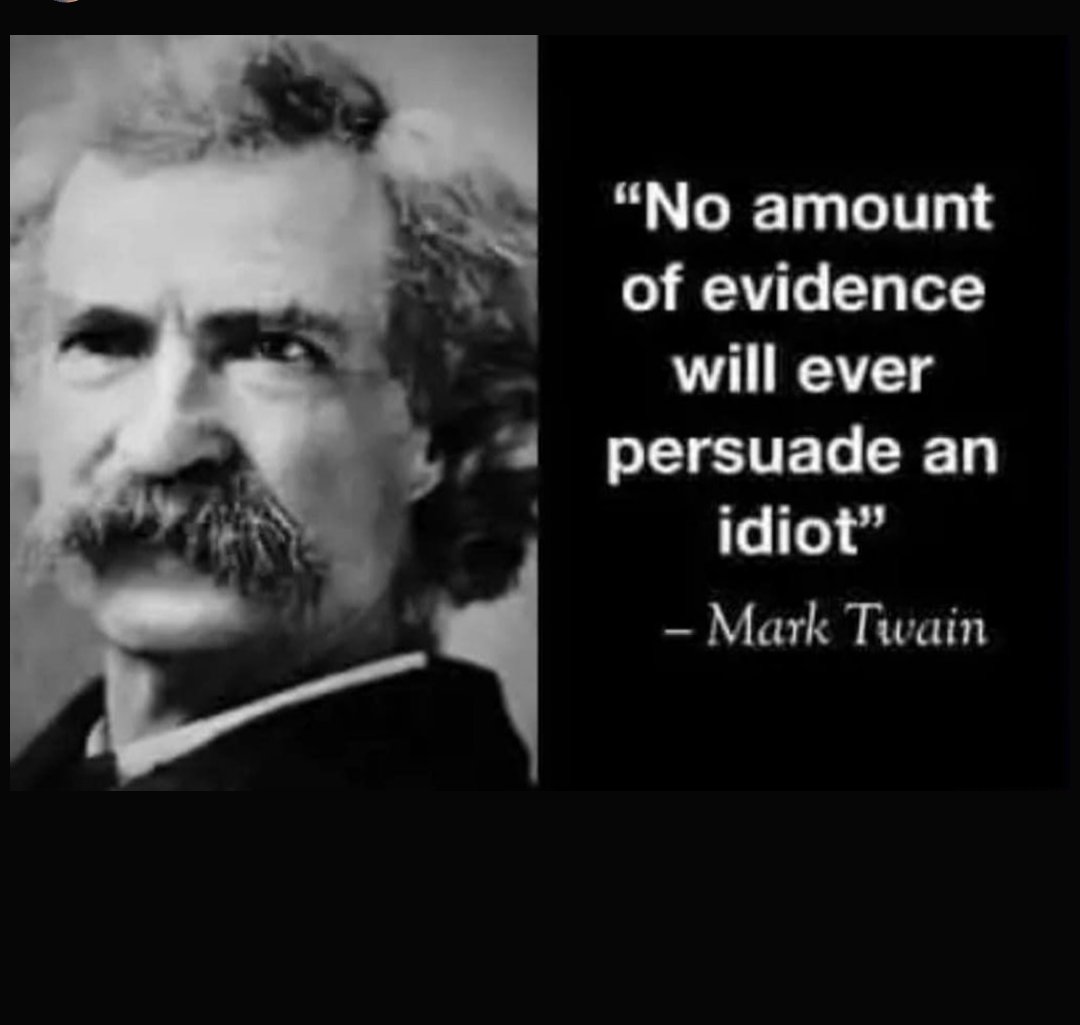 “No amount
of evidence
will ever
persuade an
idiot”
– Mark Twain